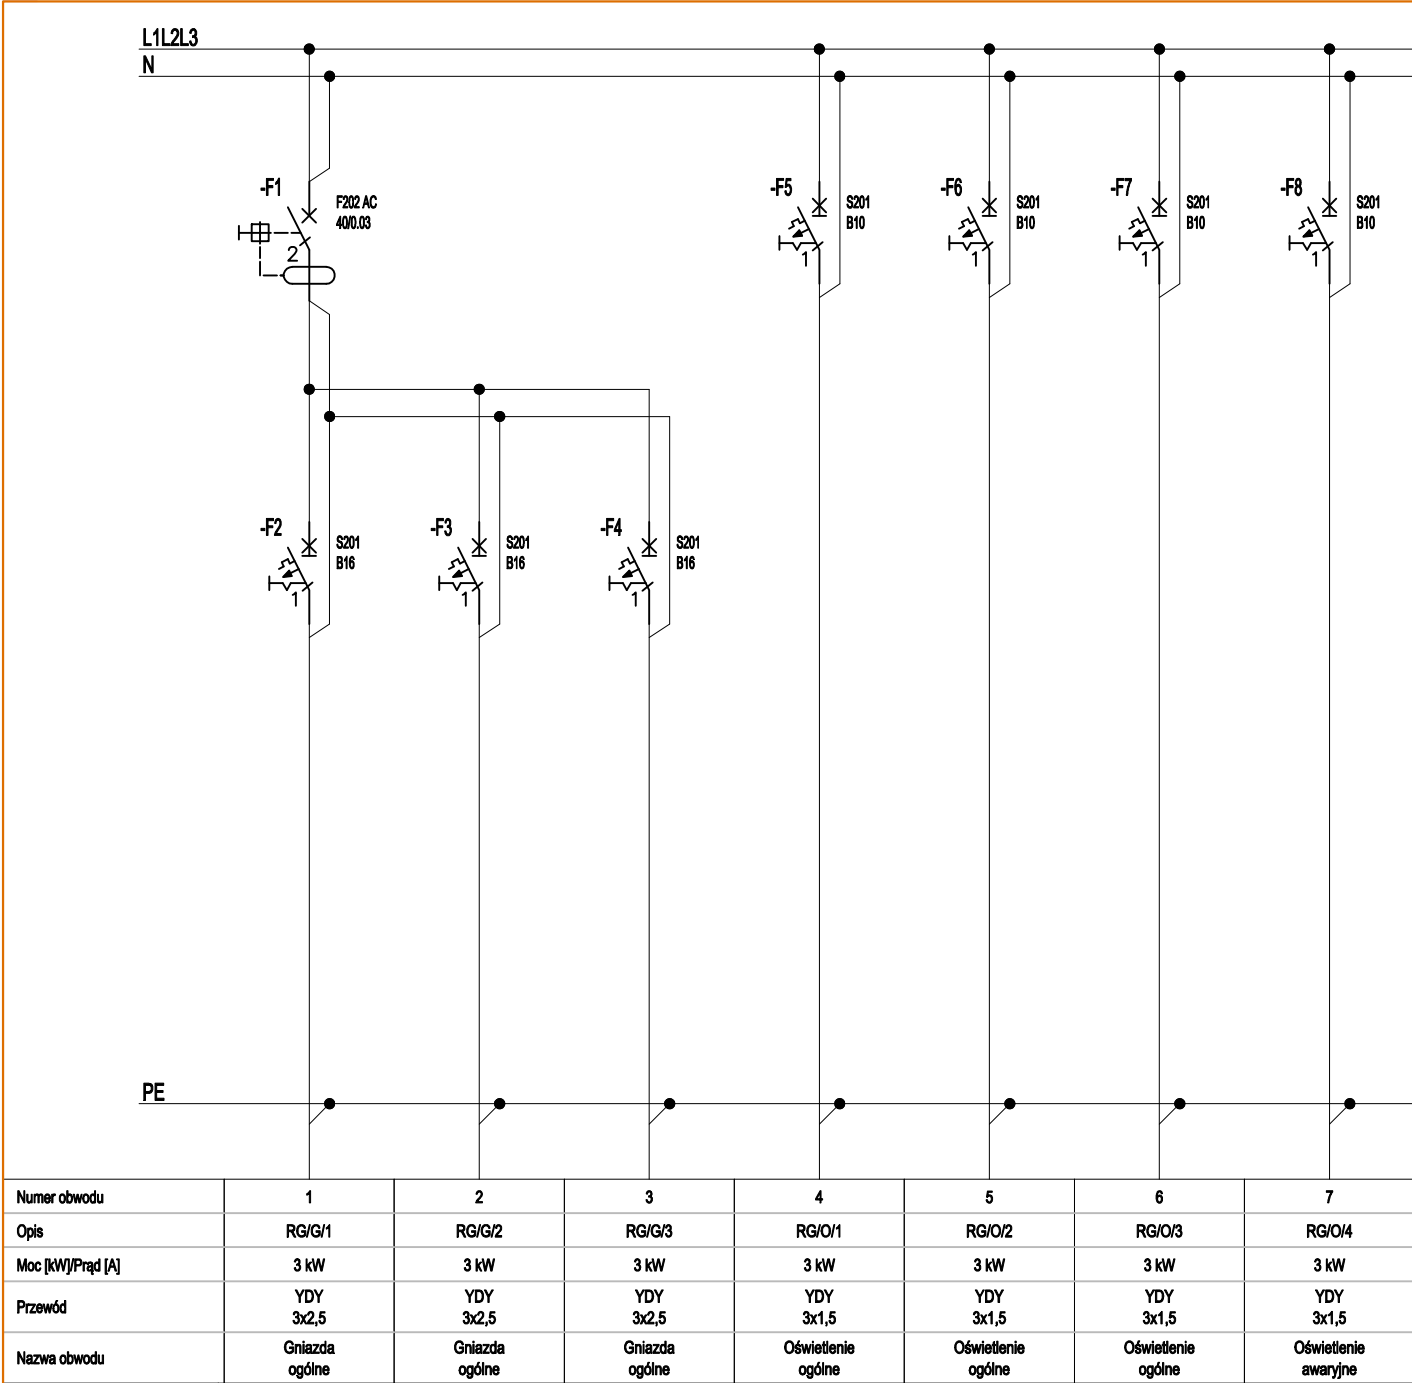 L1L2L3
N
-F1
F202 AC
40/0.03
2
-F5
S201
B10
1
-F6
S201
B10
1
-F7
S201
B10
1
-F8
S201
B10
1
-F2
S201
B16
1
-F3
S201
B16
1
-F4
S201
B16
1
PE
Numer obwodu 1 2 3 4 5 6 7
Opis RG/G/1 RG/G/2 RG/G/3 RG/O/1 RG/O/2 RG/O/3 RG/O/4
Moc [kW]/Prąd [A] 3 kW 3 kW 3 kW 3 kW 3 kW 3 kW 3 kW
Przewód
YDY YDY YDY YDY YDY YDY YDY
3x2,5 3x2,5 3x2,5 3x1,5 3x1,5 3x1,5 3x1,5
Nazwa obwodu
Gniazda Gniazda Gniazda Oświetlenie Oświetlenie Oświetlenie Oświetlenie
ogólne ogólne ogólne ogólne ogólne ogólne awaryjne